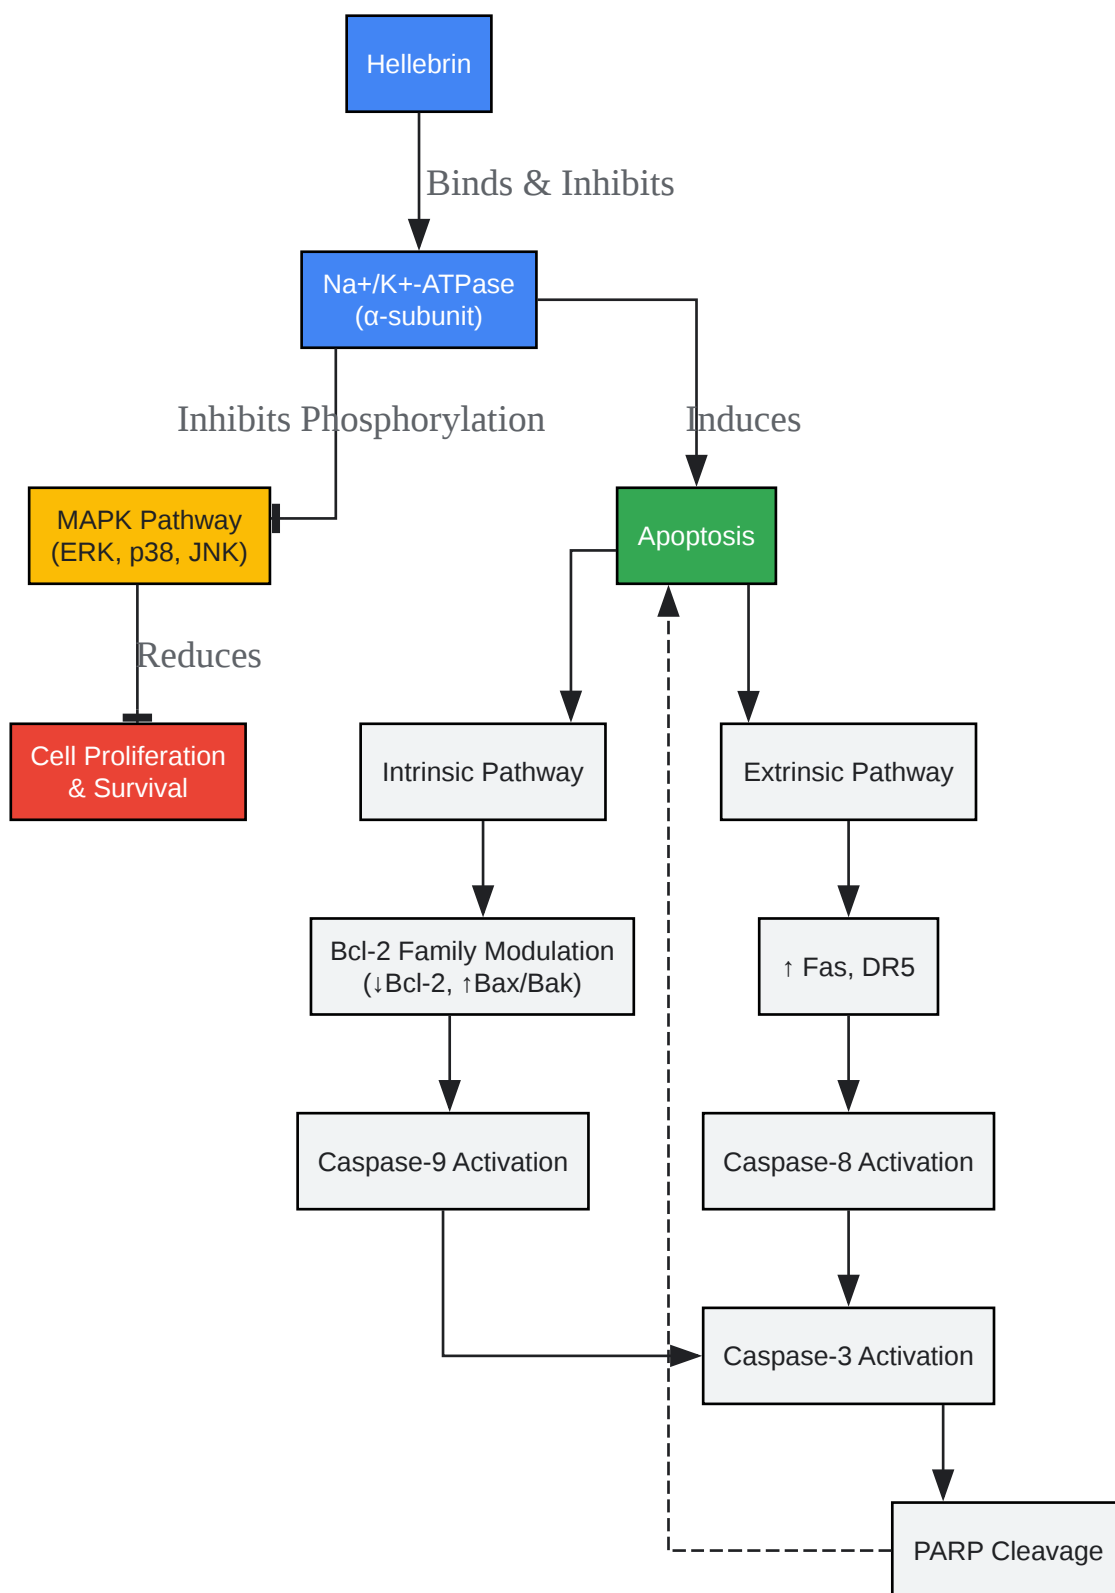 Hellebrin
Binds & Inhibits
Na+/K+-ATPase
(α-subunit)
Inhibits Phosphorylation
Induces
MAPK Pathway
(ERK, p38, JNK)
Apoptosis
Reduces
Cell Proliferation
& Survival
Intrinsic Pathway
Extrinsic Pathway
Bcl-2 Family Modulation
(↓Bcl-2, ↑Bax/Bak)
↑ Fas, DR5
Caspase-9 Activation
Caspase-8 Activation
Caspase-3 Activation
PARP Cleavage